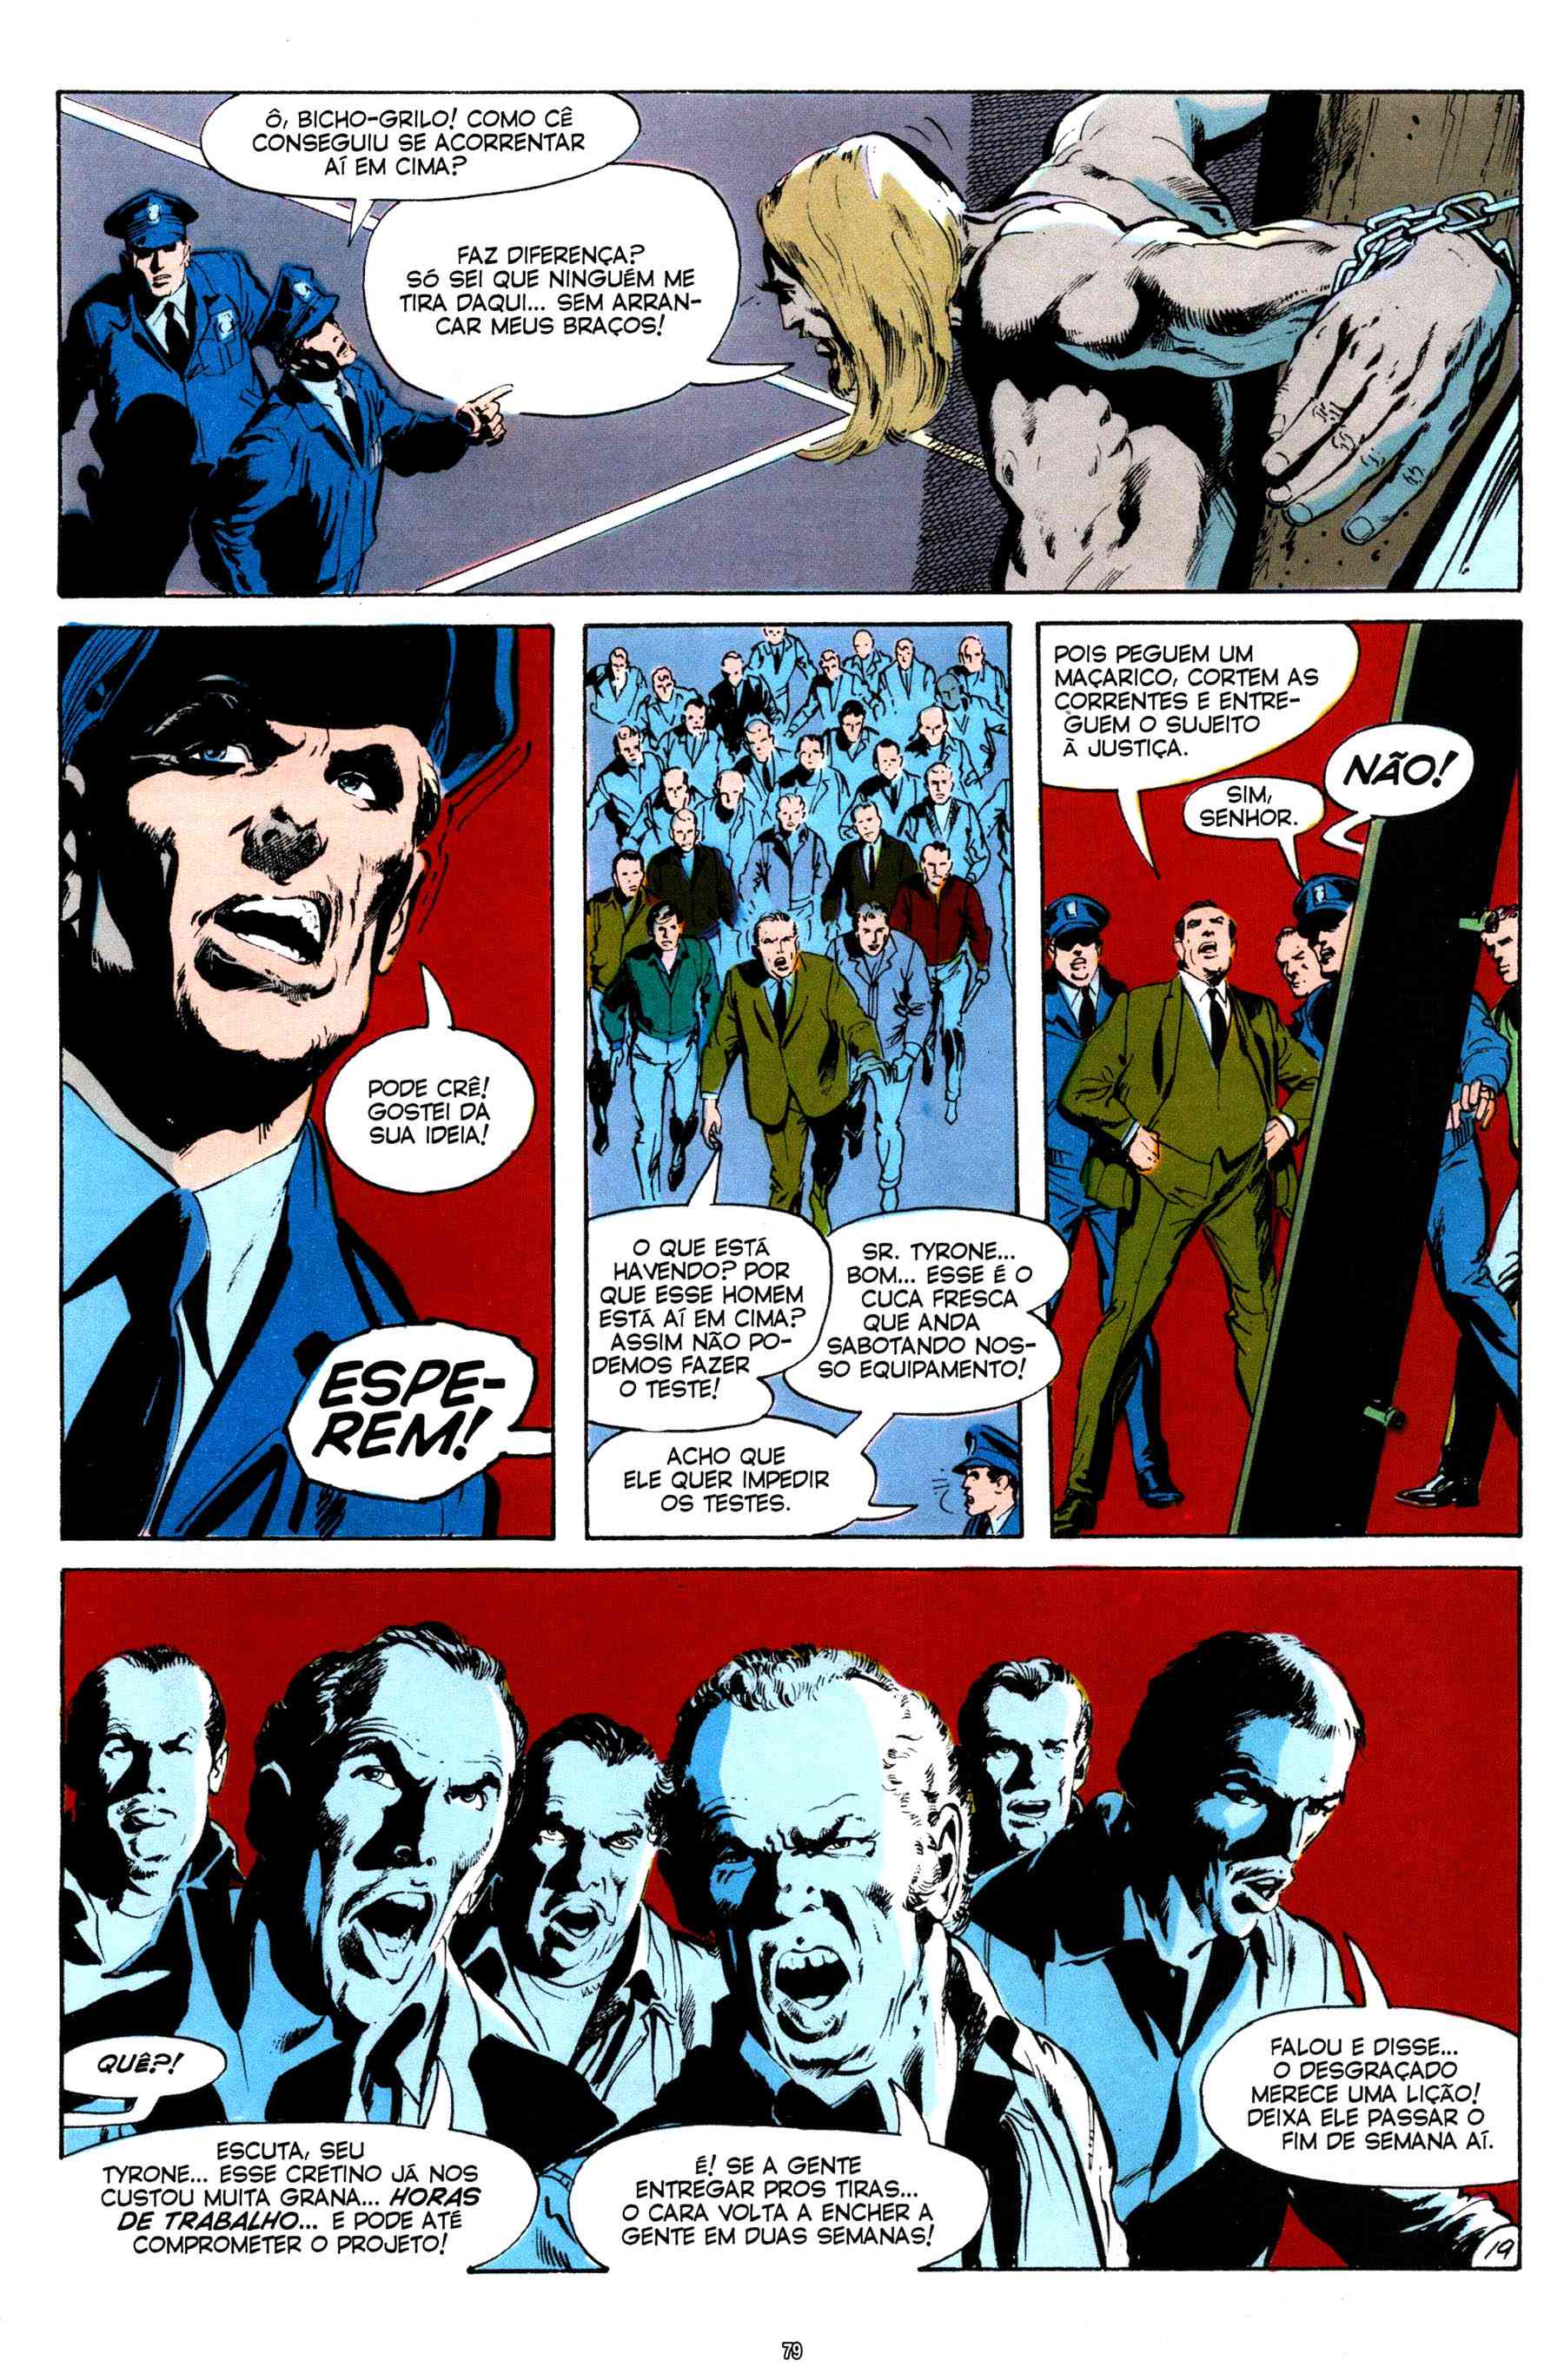 Ô, BICHO-GRILO! COMO CÊ
CONSEGUIU SE ACORRENTAR
AÍ EM CIMA?
FAZ DIFERENÇA?
SÓ SEI QUE NINGUÉM ME
TIRA DAQUI... SEM ARRAN-
CAR MEUS BRAÇOS!
PODE CRÊ!
GOSTEI DA
SUA IDEIA!
ESPE-
REM!
O QUE ESTÁ
HAVENDO? POR
QUE ESSE HOMEM
ESTÁ AÍ EM CIMA?
ASSIM NÃO PO-
DEMOS FAZER
O TESTE!
SR. TYRONE...
BOM... ESSE É O
CUCA FRESCA
QUE ANDA
SABOTANDO NOS-
SO EQUIPAMENTO!
ACHO QUE
ELE QUER IMPEDIR
OS TESTES.
POIS PEGUEM UM
MAÇARICO, CORTEM AS
CORRENTES E ENTRE-
GUEM O SUJEITO
À JUSTIÇA.
SIM,
SENHOR.
NÃO!
QUÊ?!
ESCUTA, SEU
TYRONE... ESSE CRETINO JÁ NOS
CUSTOU MUITA GRANA... HORAS
DE TRABALHO... E PODE ATÉ
COMPROMETER O PROJETO!
É! SE A GENTE
ENTREGAR PROS TIRAS...
O CARA VOLTA A ENCHER A
GENTE EM DUAS SEMANAS!
FALOU E DISSE...
O DESGRAÇADO
MERECE UMA LIÇÃO!
DEIXA ELE PASSAR O
FIM DE SEMANA AÍ.
19
79